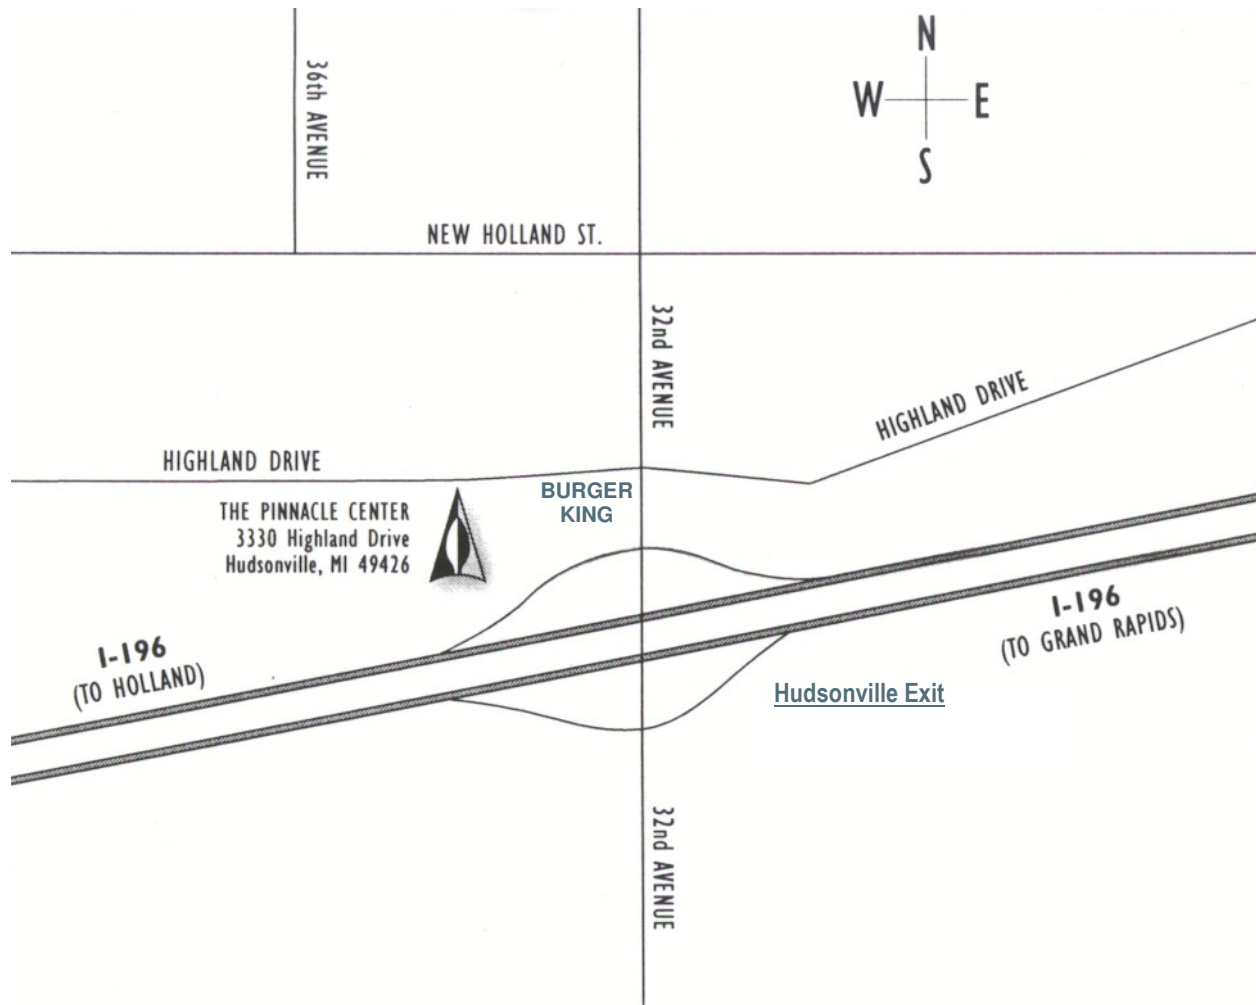 N
W E
S
36th AVENUE
NEW HOLLAND ST.
32nd AVENUE
HIGHLAND DRIVE
HIGHLAND DRIVE
BURGER
KING
THE PINNACLE CENTER
3330 Highland Drive
Hudsonville, MI 49426
I-196
(TO HOLLAND)
I-196
(TO GRAND RAPIDS)
Hudsonville Exit
32nd AVENUE